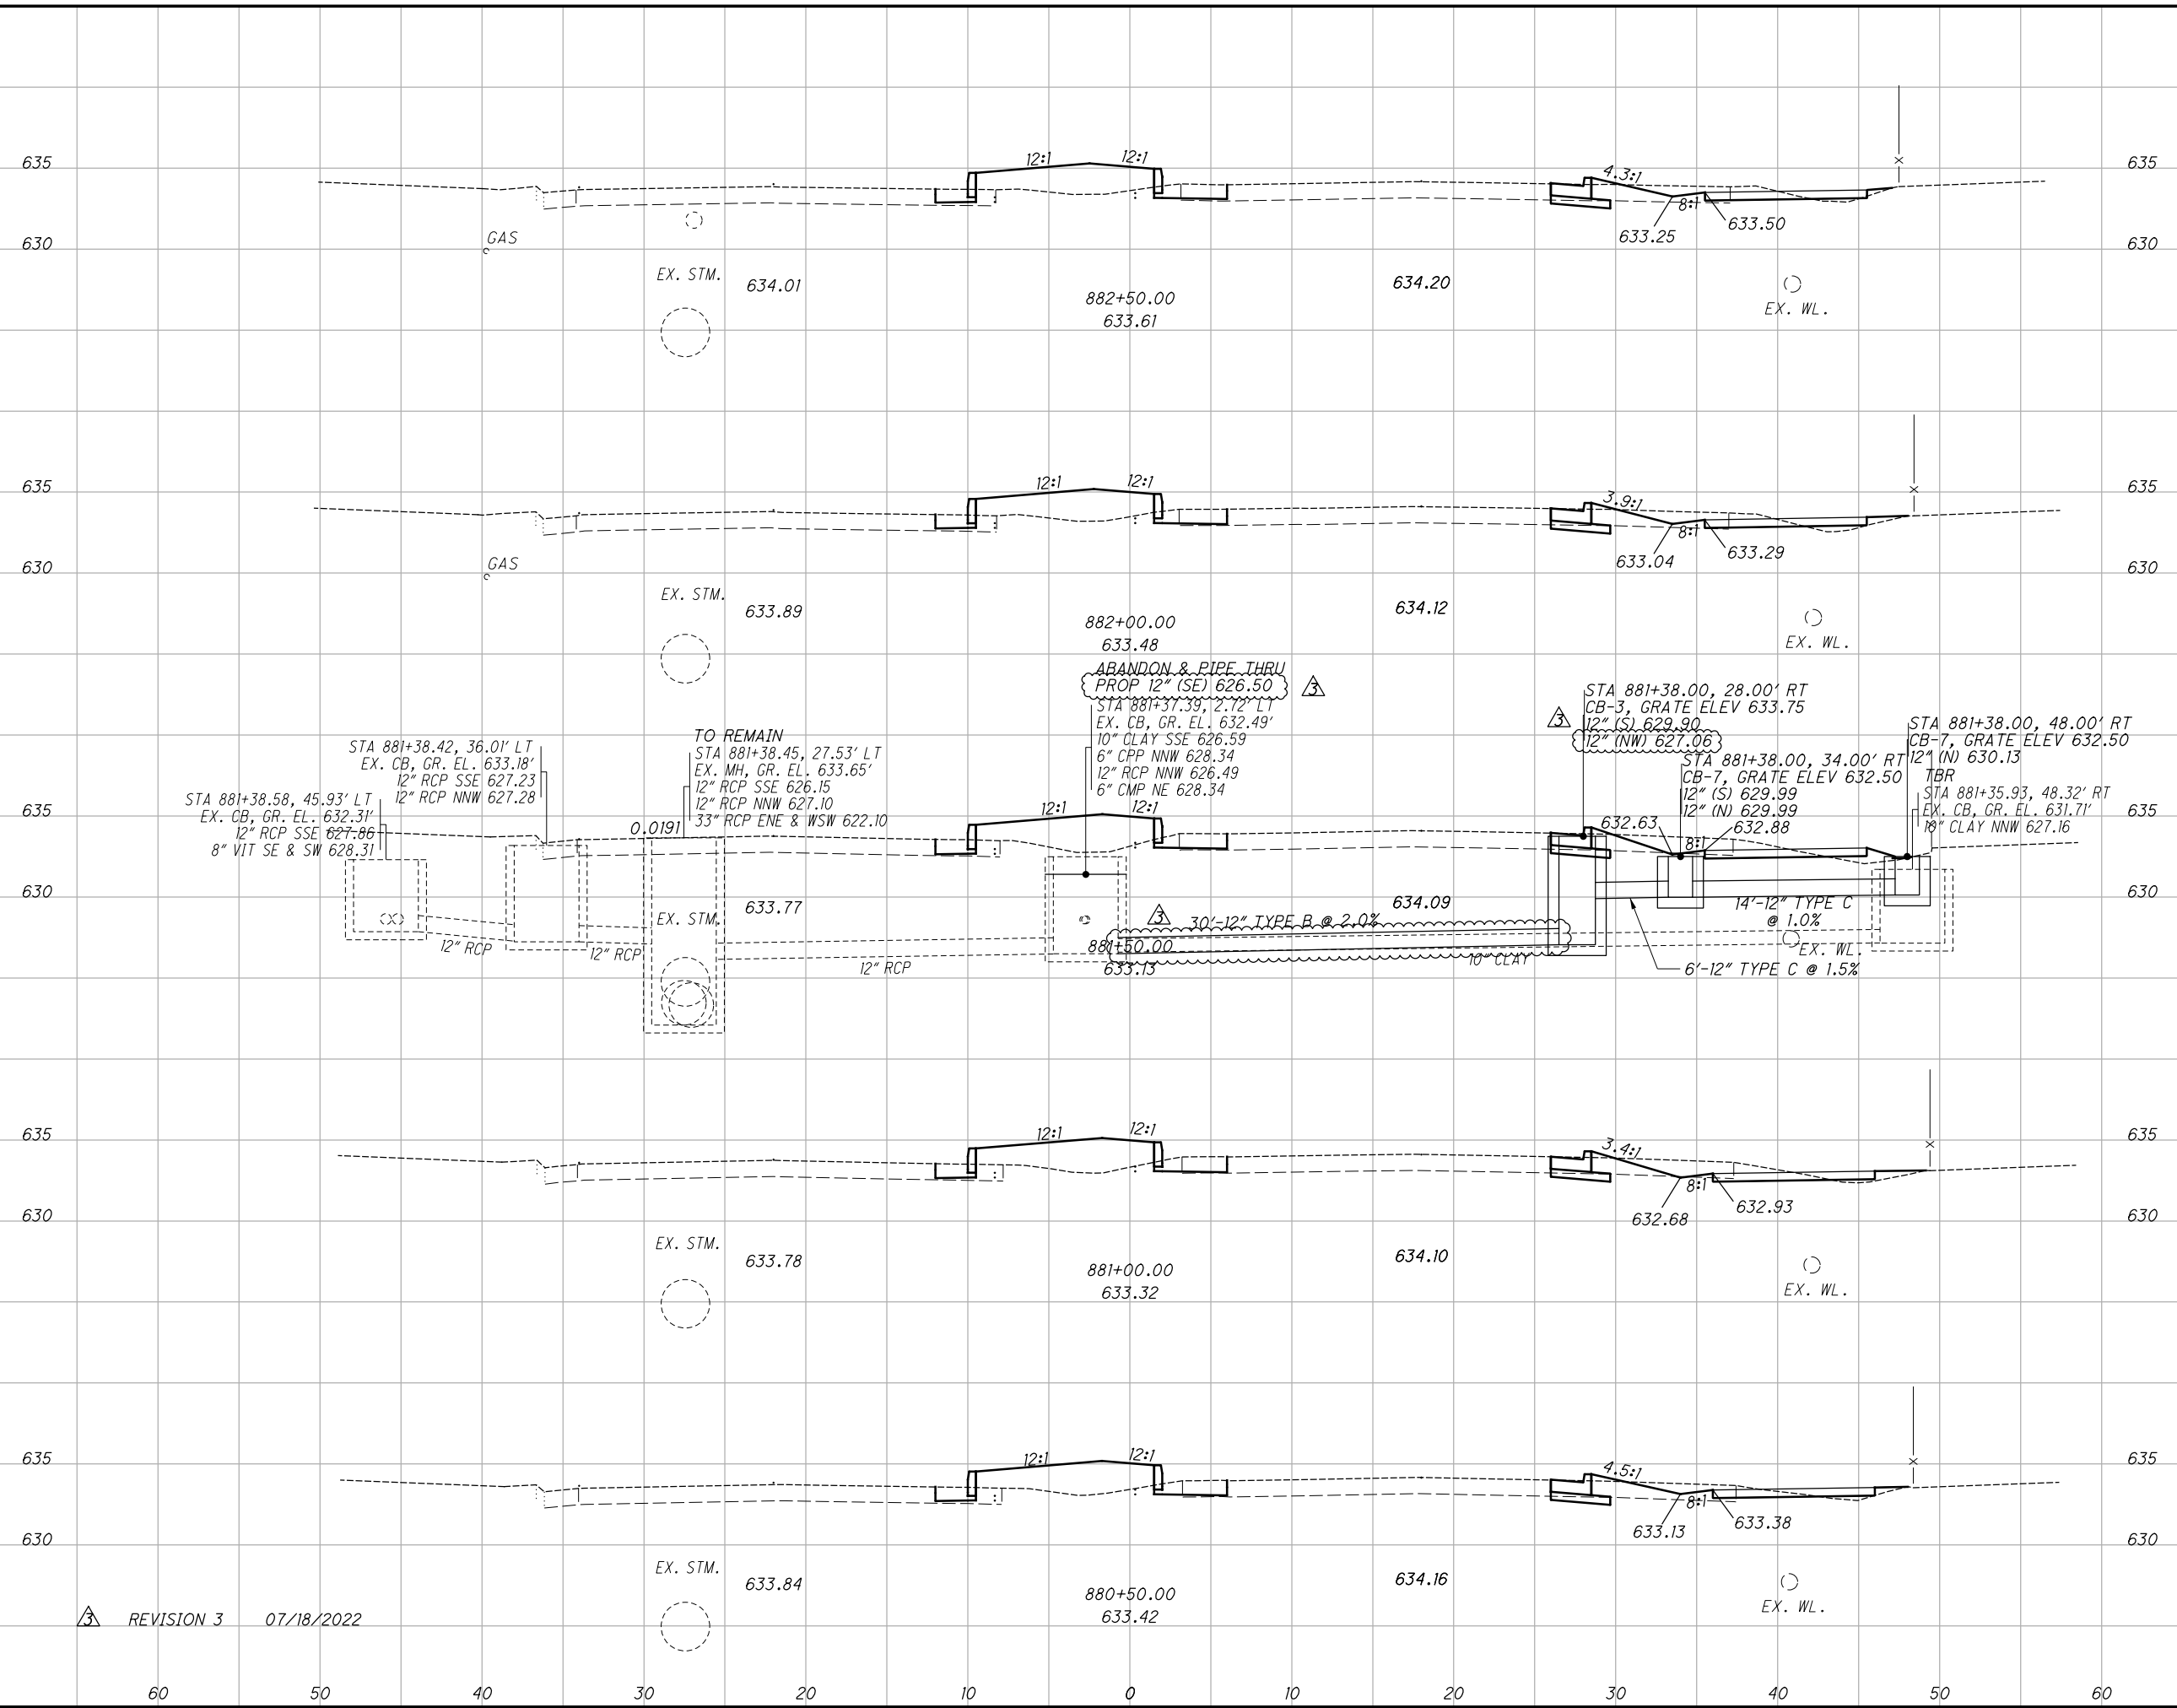 12:1 12:1
4.3:1
635 635
8:1
GAS
633.25 633.50
630 630
EX. STM.
634.01
634.20
882+50.00
633.61
EX. WL.
12:1 12:1
635 635
3.9:1
8:1
633.04 633.29
GAS
630 630
EX. STM.
633.89
634.12
882+00.00
633.48
EX. WL.
ABANDON & PIPE THRU
PROP 12" (SE) 626.50 3
STA 881+37.39, 2.72' LT
EX. CB, GR. EL. 632.49'
10" CLAY SSE 626.59
6" CPP NNW 628.34
12" RCP NNW 626.49
6" CMP NE 628.34
STA 881+38.00, 28.00' RT
CB-3, GRATE ELEV 633.75
3 12" (S) 629.90
12" (NW) 627.06
STA 881+38.00, 34.00' RT
CB-7, GRATE ELEV 632.50
12" (S) 629.99
12" (N) 629.99
STA 881+38.00, 48.00' RT
CB-7, GRATE ELEV 632.50
12" (N) 630.13
TBR
STA 881+35.93, 48.32' RT
EX. CB, GR. EL. 631.71'
10" CLAY NNW 627.16
TO REMAIN
STA 881+38.45, 27.53' LT
EX. MH, GR. EL. 633.65'
12" RCP SSE 626.15
12" RCP NNW 627.10
33" RCP ENE & WSW 622.10
STA 881+38.42, 36.01' LT
EX. CB, GR. EL. 633.18'
12" RCP SSE 627.23
12" RCP NNW 627.28
STA 881+38.58, 45.93' LT
EX. CB, GR. EL. 632.31'
12" RCP SSE 627.86
8" VIT SE & SW 628.31
635 635
0.0191
12:1 12:1
632.63 632.88
8:1
630 630
EX. STM.
633.77
634.09
3 30'-12" TYPE B @ 2.0%
14'-12" TYPE C
@ 1.0%
881+50.00
633.13
12" RCP
12" RCP
12" RCP
10" CLAY
EX. WL.
6'-12" TYPE C @ 1.5%
12:1 12:1
635 635
3.4:1
8:1
632.68 632.93
630 630
EX. STM.
633.78
634.10
881+00.00
633.32
EX. WL.
12:1 12:1
635 635
4.5:1
8:1
633.13 633.38
630 630
EX. STM.
633.84
634.16
880+50.00
633.42
EX. WL.
3 REVISION 3 07/18/2022
60 50 40 30 20 10 0 10 20 30 40 50 60